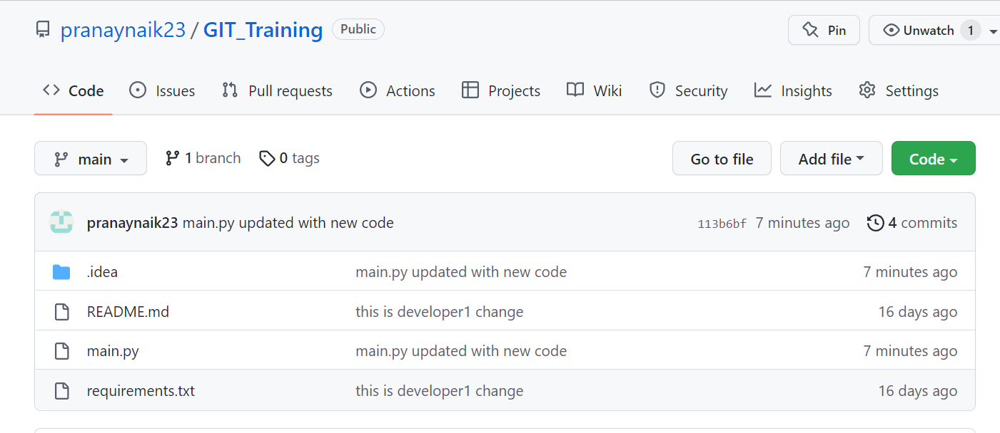 pranaynaik23 / GIT_Training Public Pin Unwatch 1
Code Issues Pull requests Actions Projects Wiki Security Insights Settings
main 1 branch 0 tags Go to file Add file Code
pranaynaik23 main.py updated with new code 113b6bf 7 minutes ago 4 commits
.idea main.py updated with new code 7 minutes ago
README.md this is developer1 change 16 days ago
main.py main.py updated with new code 7 minutes ago
requirements.txt this is developer1 change 16 days ago